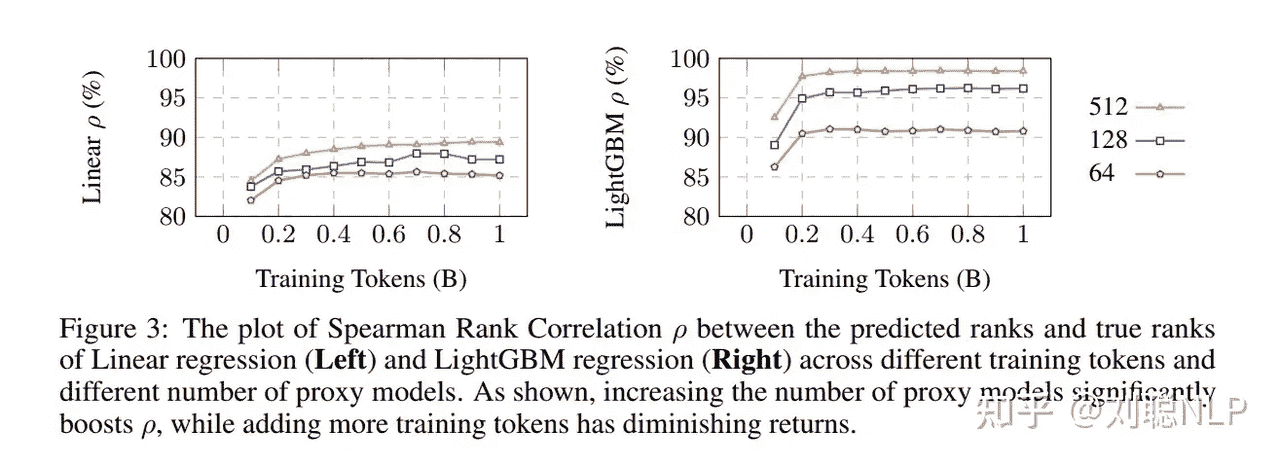 100
95
90
85
80
Linear ρ (%)
0 0.2 0.4 0.6 0.8 1
Training Tokens (B)
100
95
90
85
80
LightGBM ρ (%)
0 0.2 0.4 0.6 0.8 1
Training Tokens (B)
512
128
64
Figure 3: The plot of Spearman Rank Correlation ρ between the predicted ranks and true ranks
of Linear regression (Left) and LightGBM regression (Right) across different training tokens and
different number of proxy models. As shown, increasing the number of proxy models significantly
boosts ρ, while adding more training tokens has diminishing returns.
知乎 @刘聪NLP